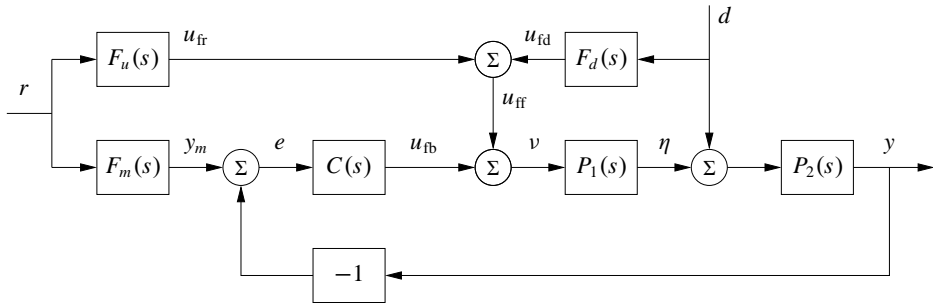 d
u_fr
u_fd
F_u(s)
Σ
F_d(s)
r
u_ff
y_m
e
u_fb
ν
η
y
F_m(s)
Σ
C(s)
Σ
P_1(s)
Σ
P_2(s)
−1